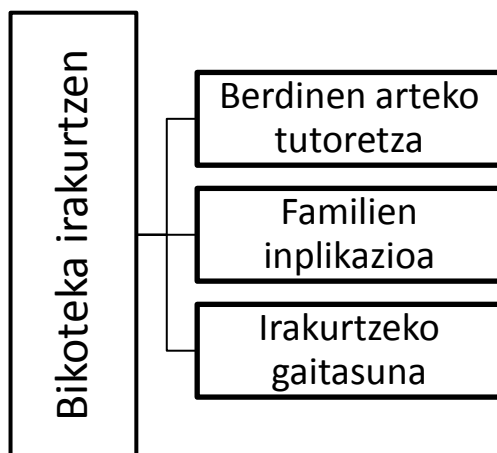 Bikoteka irakurtzen
Berdinen arteko
tutoretza
Familien
inplikazioa
Irakurtzeko
gaitasuna